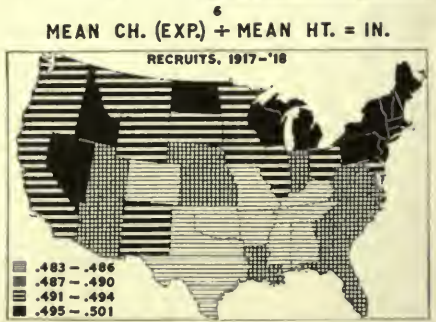 6
MEAN CH. (EXP.) ÷ MEAN HT. = IN.
RECRUITS, 1917-'18
.483 – .486
.487 – .490
.491 – .494
.495 – .501